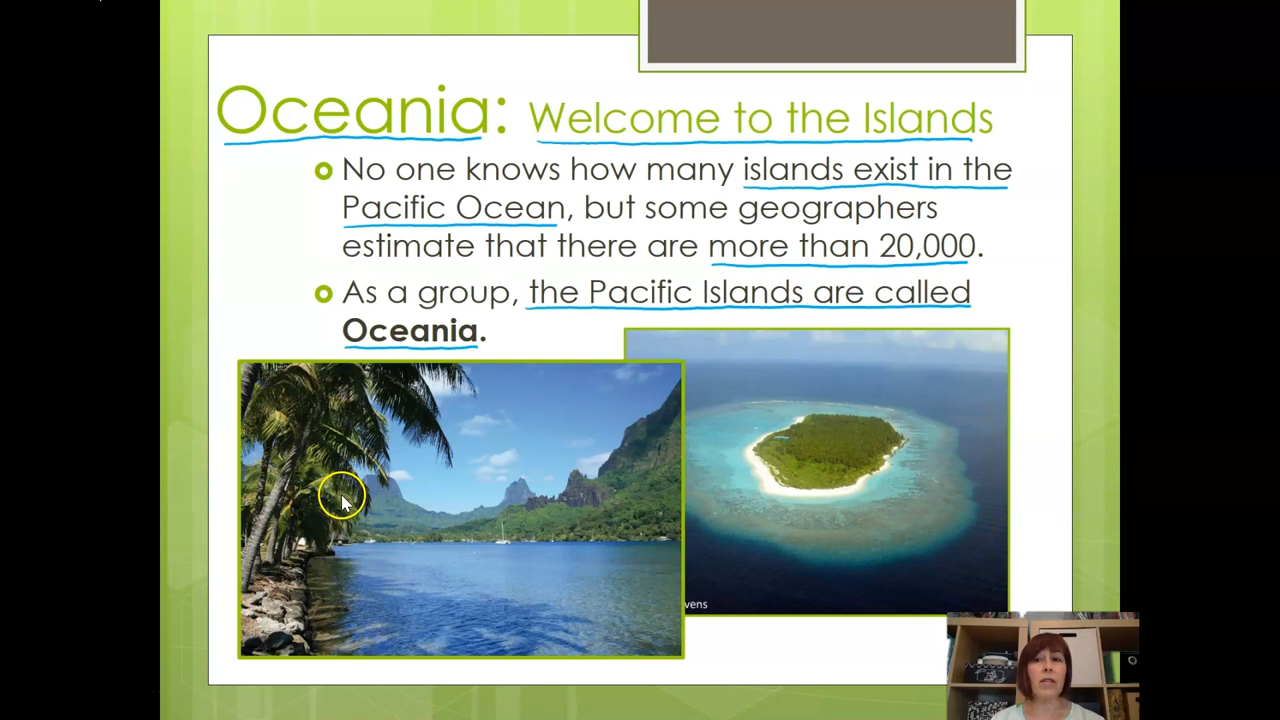 Oceania: Welcome to the Islands
No one knows how many islands exist in the
Pacific Ocean, but some geographers
estimate that there are more than 20,000.
As a group, the Pacific Islands are called
Oceania.
vens